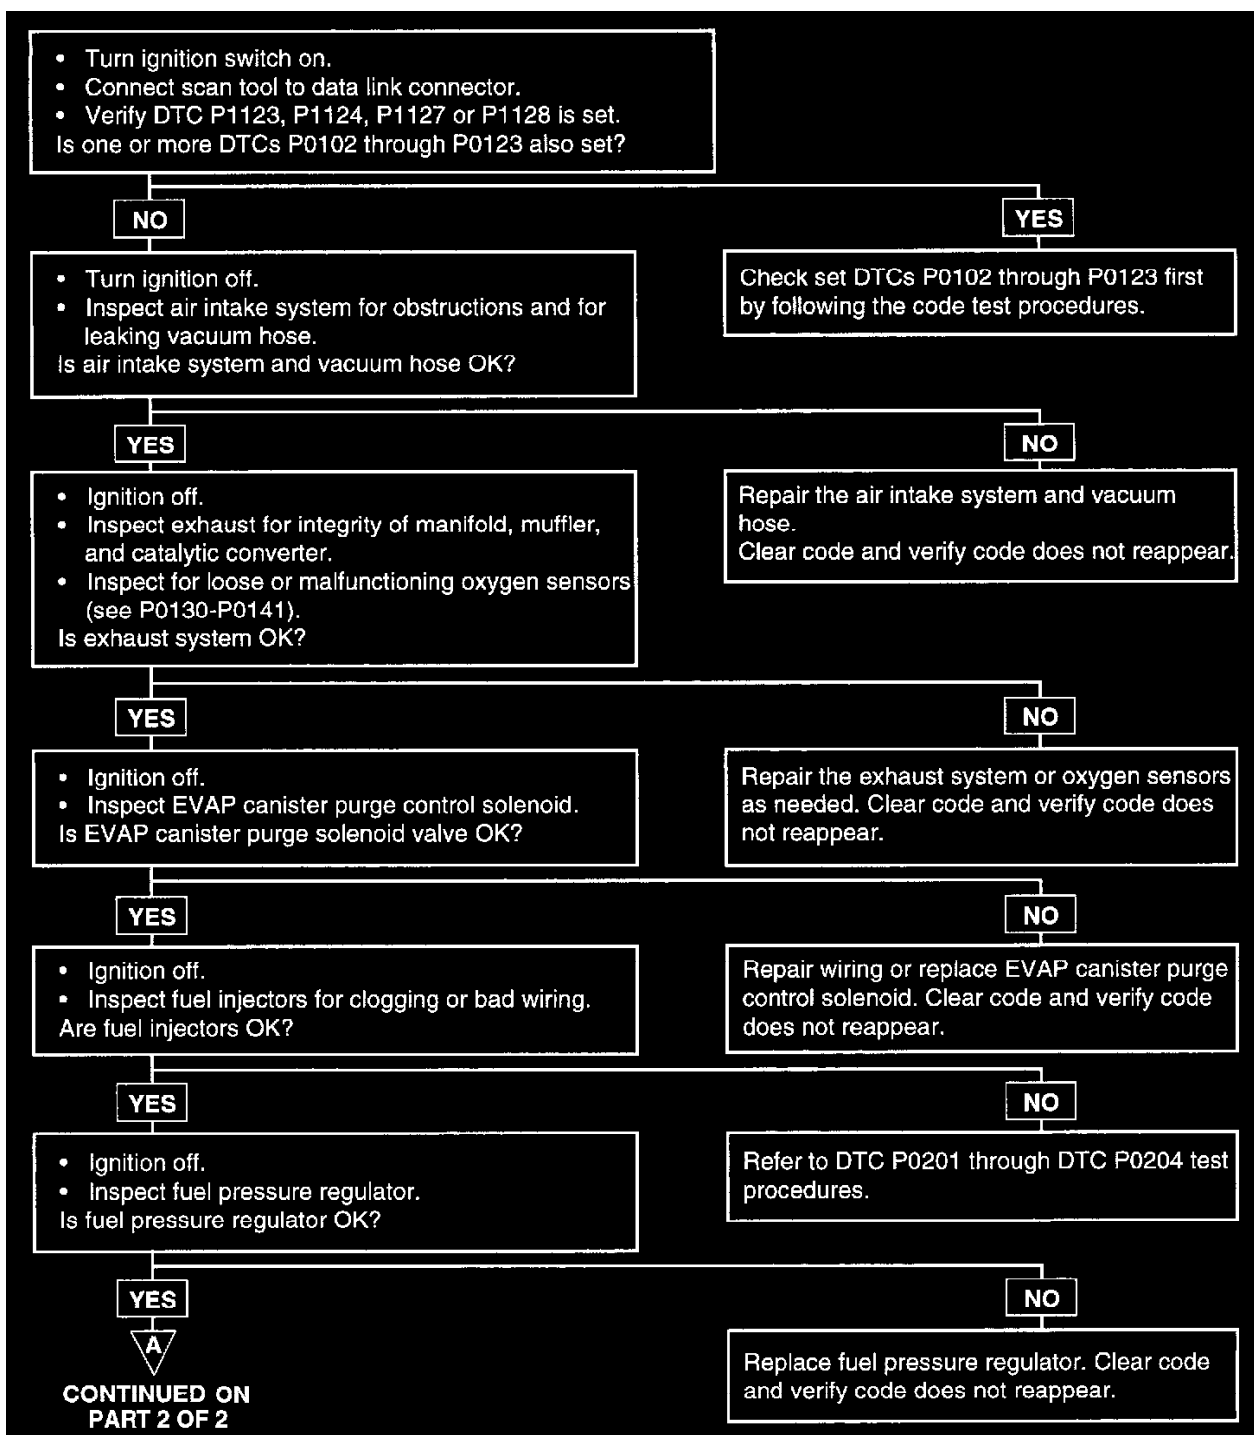 • Turn ignition switch on.
• Connect scan tool to data link connector.
• Verify DTC P1123, P1124, P1127 or P1128 is set.
Is one or more DTCs P0102 through P0123 also set?
NO
YES
• Turn ignition off.
• Inspect air intake system for obstructions and for
leaking vacuum hose.
Is air intake system and vacuum hose OK?
Check set DTCs P0102 through P0123 first
by following the code test procedures.
YES
NO
• Ignition off.
• Inspect exhaust for integrity of manifold, muffler,
and catalytic converter.
• Inspect for loose or malfunctioning oxygen sensors
(see P0130-P0141).
Is exhaust system OK?
Repair the air intake system and vacuum
hose.
Clear code and verify code does not reappear.
YES
NO
• Ignition off.
• Inspect EVAP canister purge control solenoid.
Is EVAP canister purge solenoid valve OK?
Repair the exhaust system or oxygen sensors
as needed. Clear code and verify code does
not reappear.
YES
NO
• Ignition off.
• Inspect fuel injectors for clogging or bad wiring.
Are fuel injectors OK?
Repair wiring or replace EVAP canister purge
control solenoid. Clear code and verify code
does not reappear.
YES
NO
• Ignition off.
• Inspect fuel pressure regulator.
Is fuel pressure regulator OK?
Refer to DTC P0201 through DTC P0204 test
procedures.
YES
NO
A
CONTINUED ON
PART 2 OF 2
Replace fuel pressure regulator. Clear code
and verify code does not reappear.